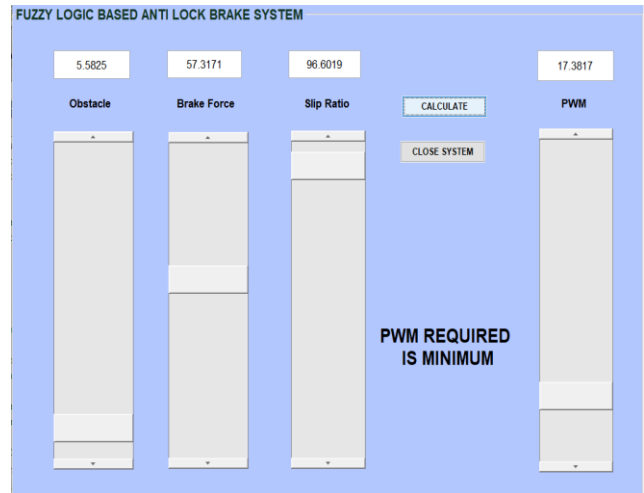 FUZZY LOGIC BASED ANTI LOCK BRAKE SYSTEM
5.5825
57.3171
96.6019
17.3817
Obstacle
Brake Force
Slip Ratio
CALCULATE
PWM
CLOSE SYSTEM
PWM REQUIRED
IS MINIMUM